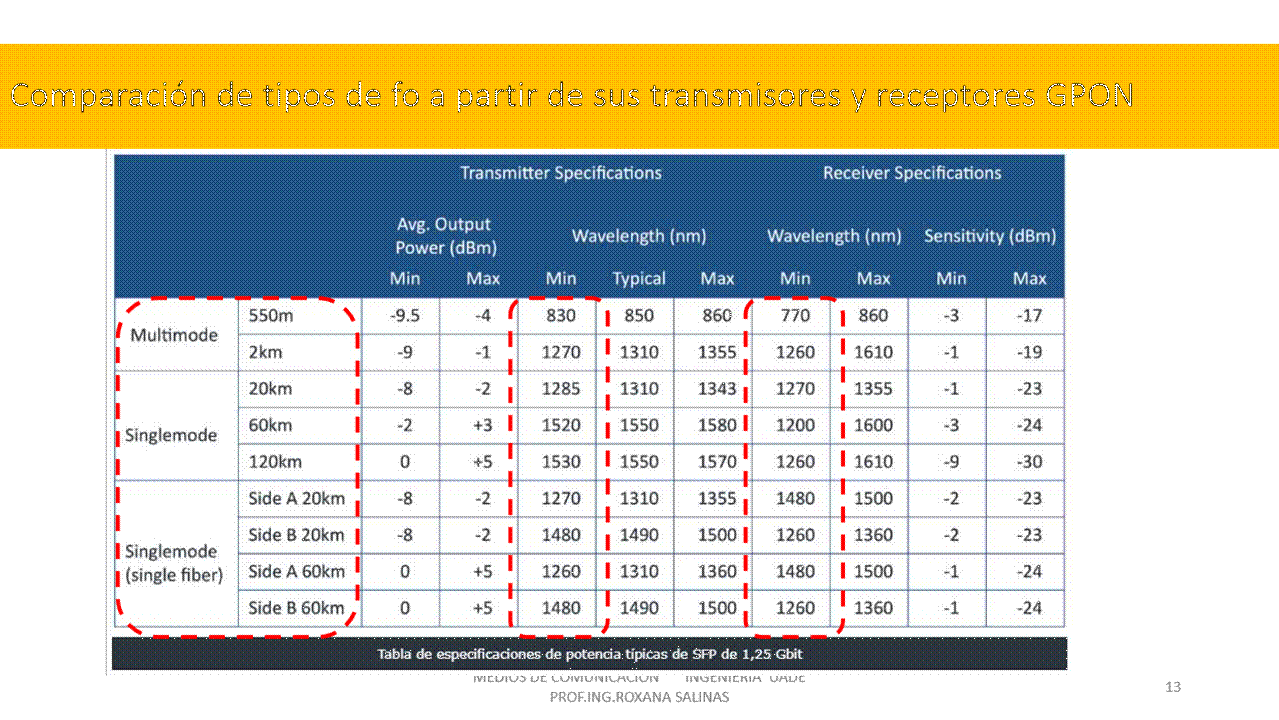 Comparación de tipos de fo a partir de sus transmisores y receptores GPON
Transmitter Specifications Receiver Specifications
Avg. Output Power (dBm) Wavelength (nm) Wavelength (nm) Sensitivity (dBm)
Min Max Min Typical Max Min Max Min Max
Multimode 550m -9.5 -4 830 850 860 770 860 -3 -17
2km -9 -1 1270 1310 1355 1260 1610 -1 -19
Singlemode 20km -8 -2 1285 1310 1343 1270 1355 -1 -23
60km -2 +3 1520 1550 1580 1200 1600 -3 -24
120km 0 +5 1530 1550 1570 1260 1610 -9 -30
Singlemode (single fiber) Side A 20km -8 -2 1270 1310 1355 1480 1500 -2 -23
Side B 20km -8 -2 1480 1490 1500 1260 1360 -2 -23
Side A 60km 0 +5 1260 1310 1360 1480 1500 -1 -24
Side B 60km 0 +5 1480 1490 1500 1260 1360 -1 -24
Tabla de especificaciones de potencia típicas de SFP de 1,25 Gbit
MEDIOS DE COMUNICACIÓN INGENIERIA UADE
PROF.ING.ROXANA SALINAS
13